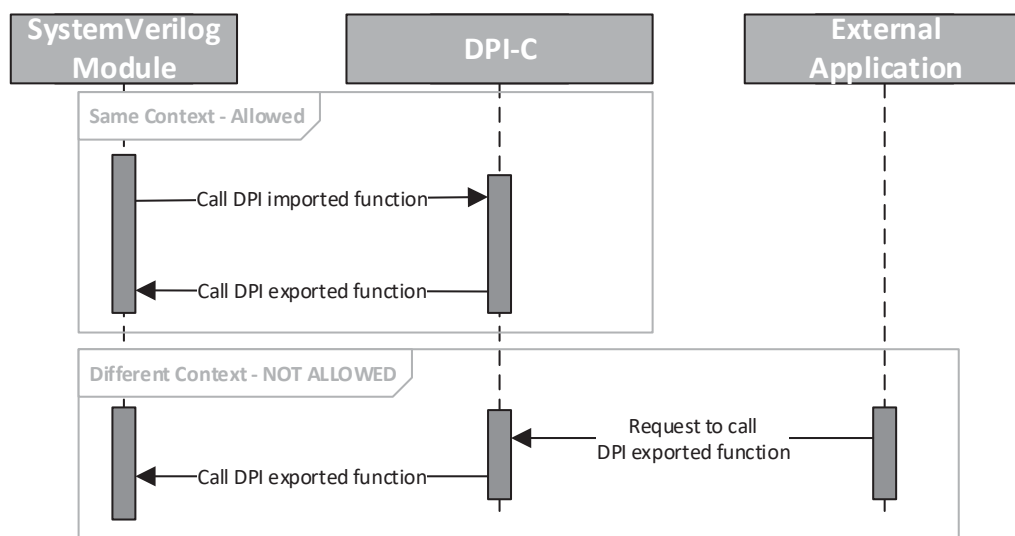 SystemVerilog
Module
DPI-C
External
Application
Same Context - Allowed
Call DPI imported function
Call DPI exported function
Different Context - NOT ALLOWED
Request to call
DPI exported function
Call DPI exported function